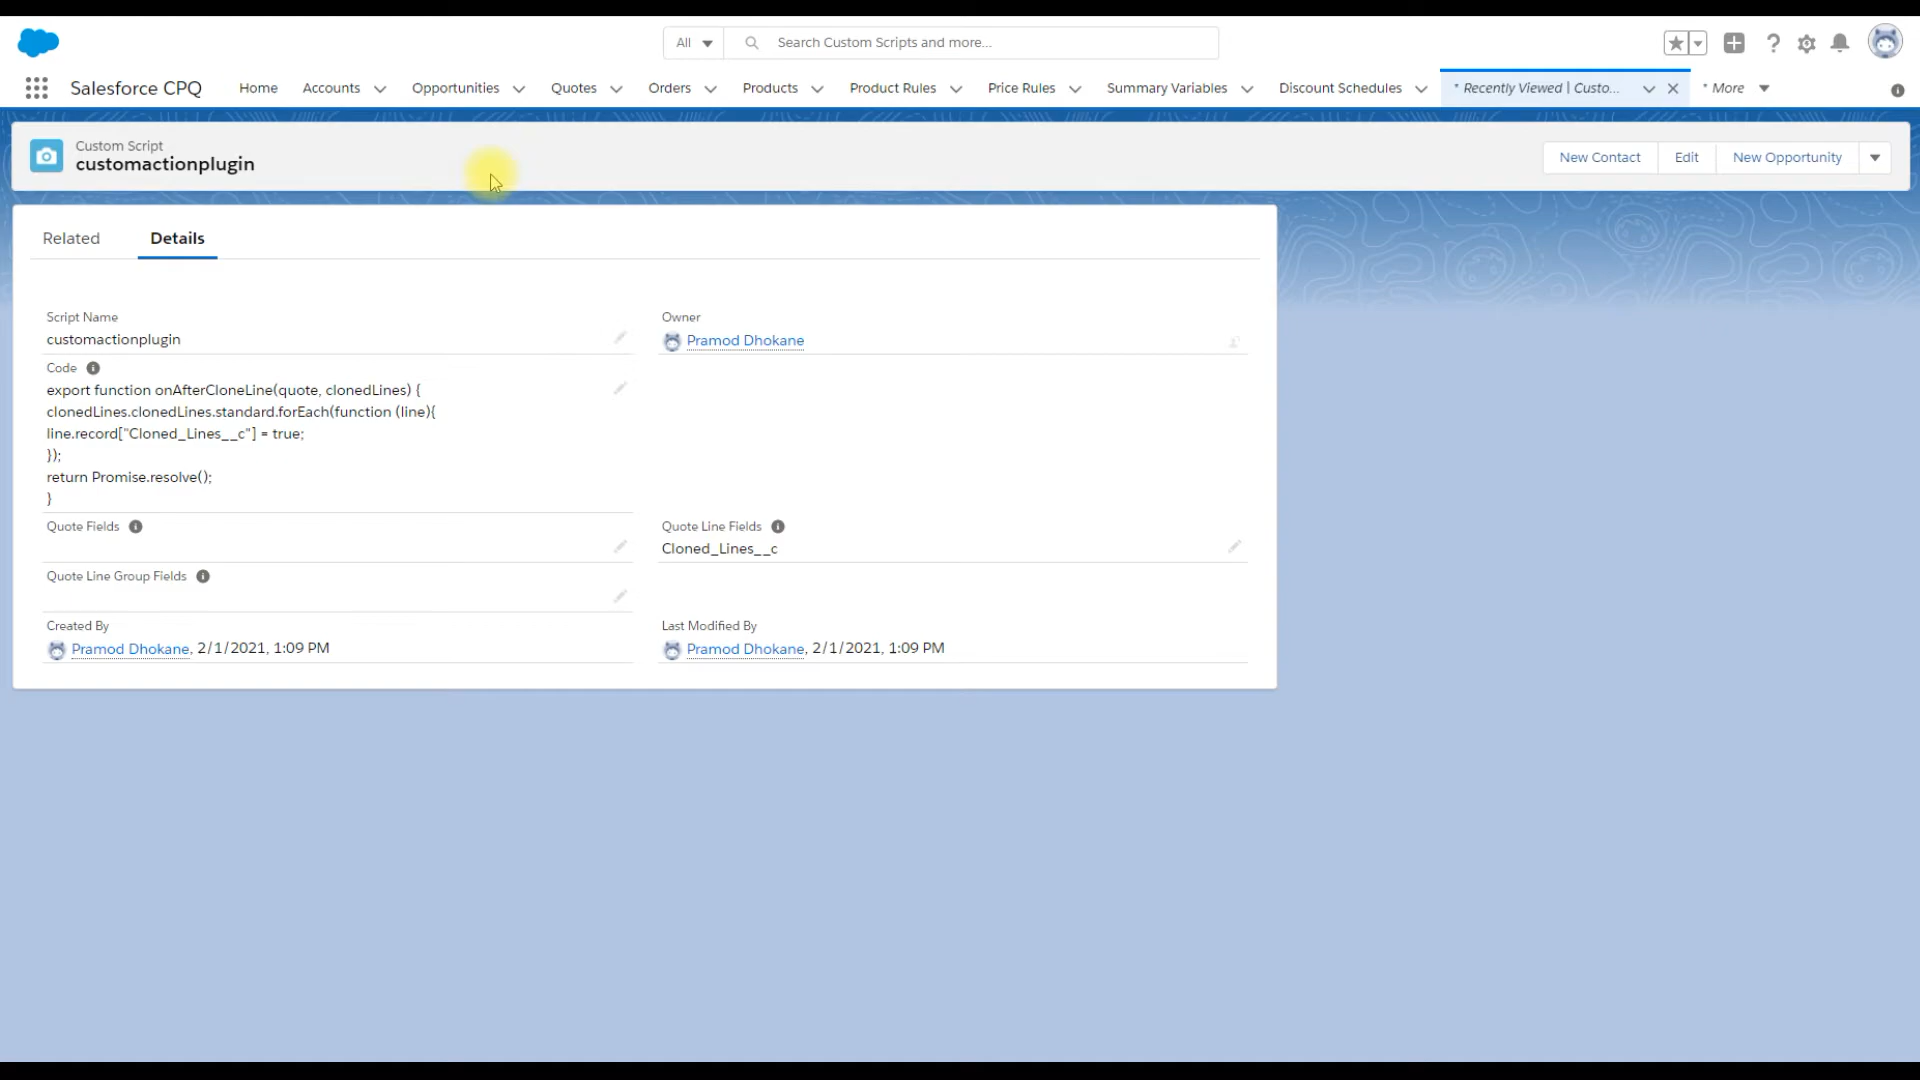 All
Search Custom Scripts and more...
Salesforce CPQ
Home
Accounts
Opportunities
Quotes
Orders
Products
Product Rules
Price Rules
Summary Variables
Discount Schedules
* Recently Viewed | Custo...
* More
Custom Script
customactionplugin
New Contact
Edit
New Opportunity
Related
Details
Script Name
customactionplugin
Owner
Pramod Dhokane
Code
export function onAfterCloneLine(quote, clonedLines) {
clonedLines.clonedLines.standard.forEach(function (line){
line.record["Cloned_Lines__c"] = true;
});
return Promise.resolve();
}
Quote Fields
Quote Line Fields
Cloned_Lines__c
Quote Line Group Fields
Created By
Pramod Dhokane, 2/1/2021, 1:09 PM
Last Modified By
Pramod Dhokane, 2/1/2021, 1:09 PM